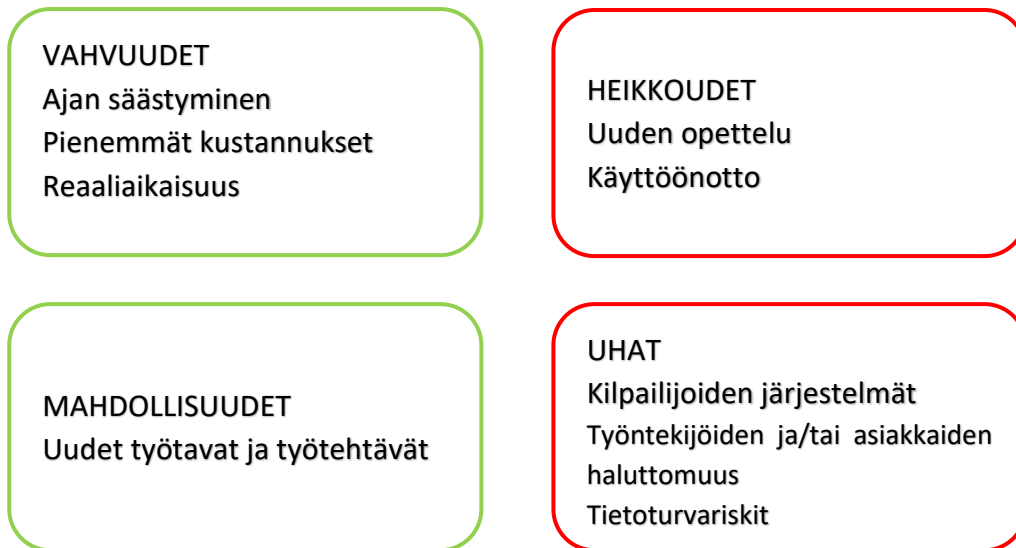 VAHVUUDET
Ajan säästyminen
Pienemmät kustannukset
Reaaliaikaisuus
HEIKKOUDET
Uuden opettelu
Käyttöönotto
MAHDOLLISUUDET
Uudet työtavat ja työtehtävät
UHAT
Kilpailijoiden järjestelmät
Työntekijöiden ja/tai asiakkaiden
haluttomuus
Tietoturvariskit